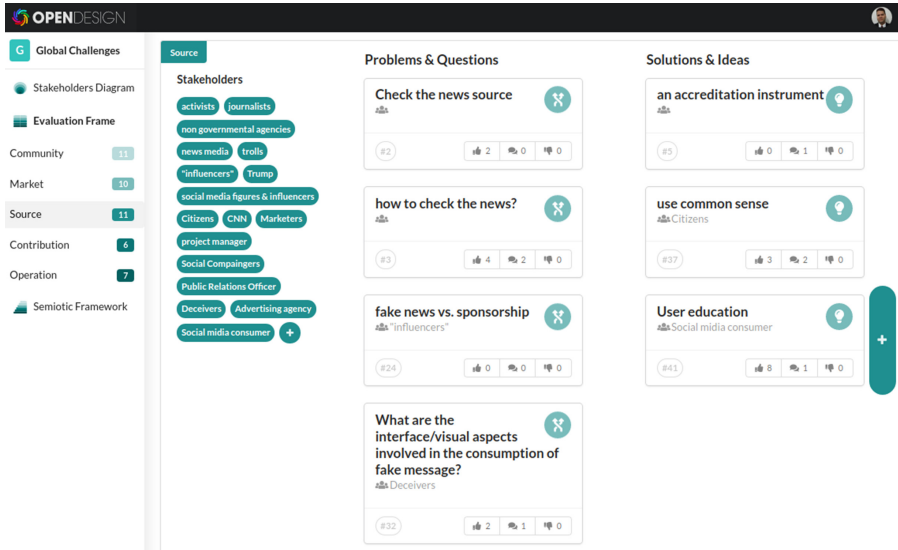 OPENDESIGN
G Global Challenges
Stakeholders Diagram
Evaluation Frame
Community 11
Market 10
Source 11
Contribution 6
Operation 7
Semiotic Framework
Source
Stakeholders
activists journalists
non governmental agencies
news media trolls
"influencers" Trump
social media figures & influencers
Citizens CNN Marketers
project manager
Social Compaingers
Public Relations Officer
Deceivers Advertising agency
Social midia consumer +
Problems & Questions
Check the news source
#2 2 0 0
how to check the news?
#3 4 2 0
fake news vs. sponsorship
"influencers"
#24 0 0 0
What are the
interface/visual aspects
involved in the consumption of
fake message?
Deceivers
#32 2 1 0
Solutions & Ideas
an accreditation instrument
#5 0 1 0
use common sense
Citizens
#37 3 2 0
User education
Social midia consumer
#41 8 1 0
+